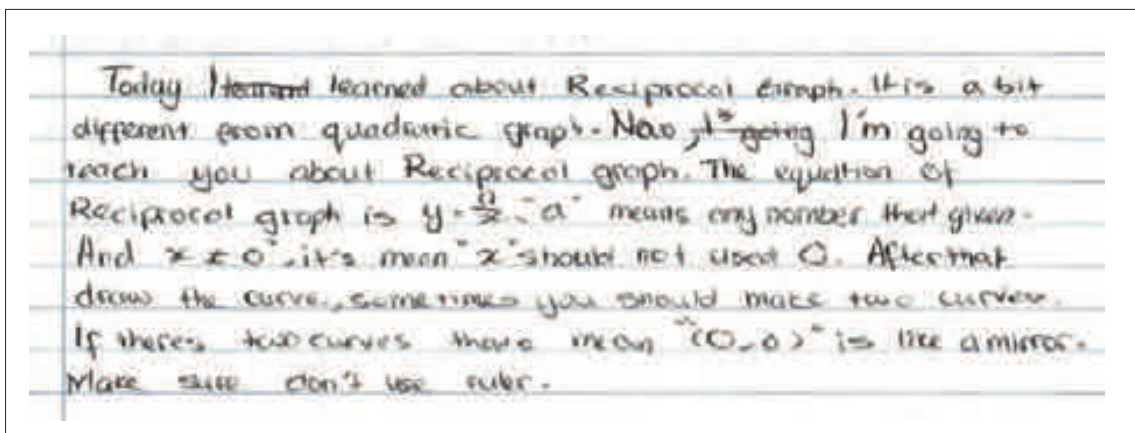 Today I learned learned about Reciprocal Graph. It is a bit
different from quadratic graph. Now, I's going I'm going to
teach you about Reciprocal graph. The equation of
Reciprocal graph is y = a/x. "a" means any number that given.
And x ≠ 0", it's mean "x" should not used 0. After that
draw the curve, sometimes you should make two curves.
If theres two curves thats mean "(0,0)" is like a mirror.
Make sure don't use rubr.